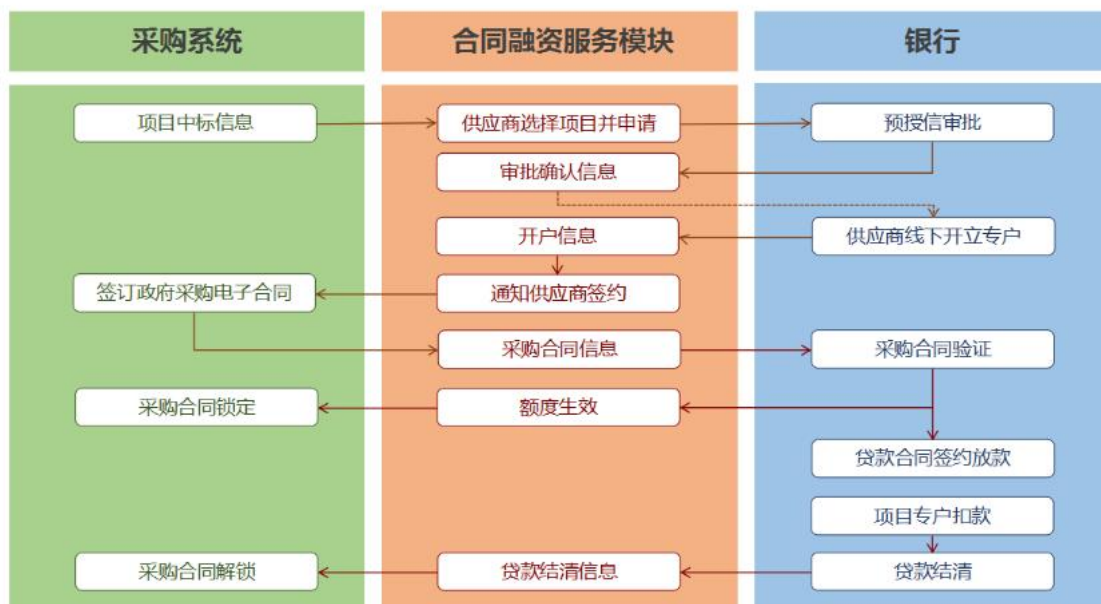 采购系统
合同融资服务模块
银行
项目中标信息
供应商选择项目并申请
预授信审批
审批确认信息
开户信息
供应商线下开立专户
签订政府采购电子合同
通知供应商签约
采购合同信息
采购合同验证
采购合同锁定
额度生效
贷款合同签约放款
项目专户扣款
采购合同解锁
贷款结清信息
贷款结清